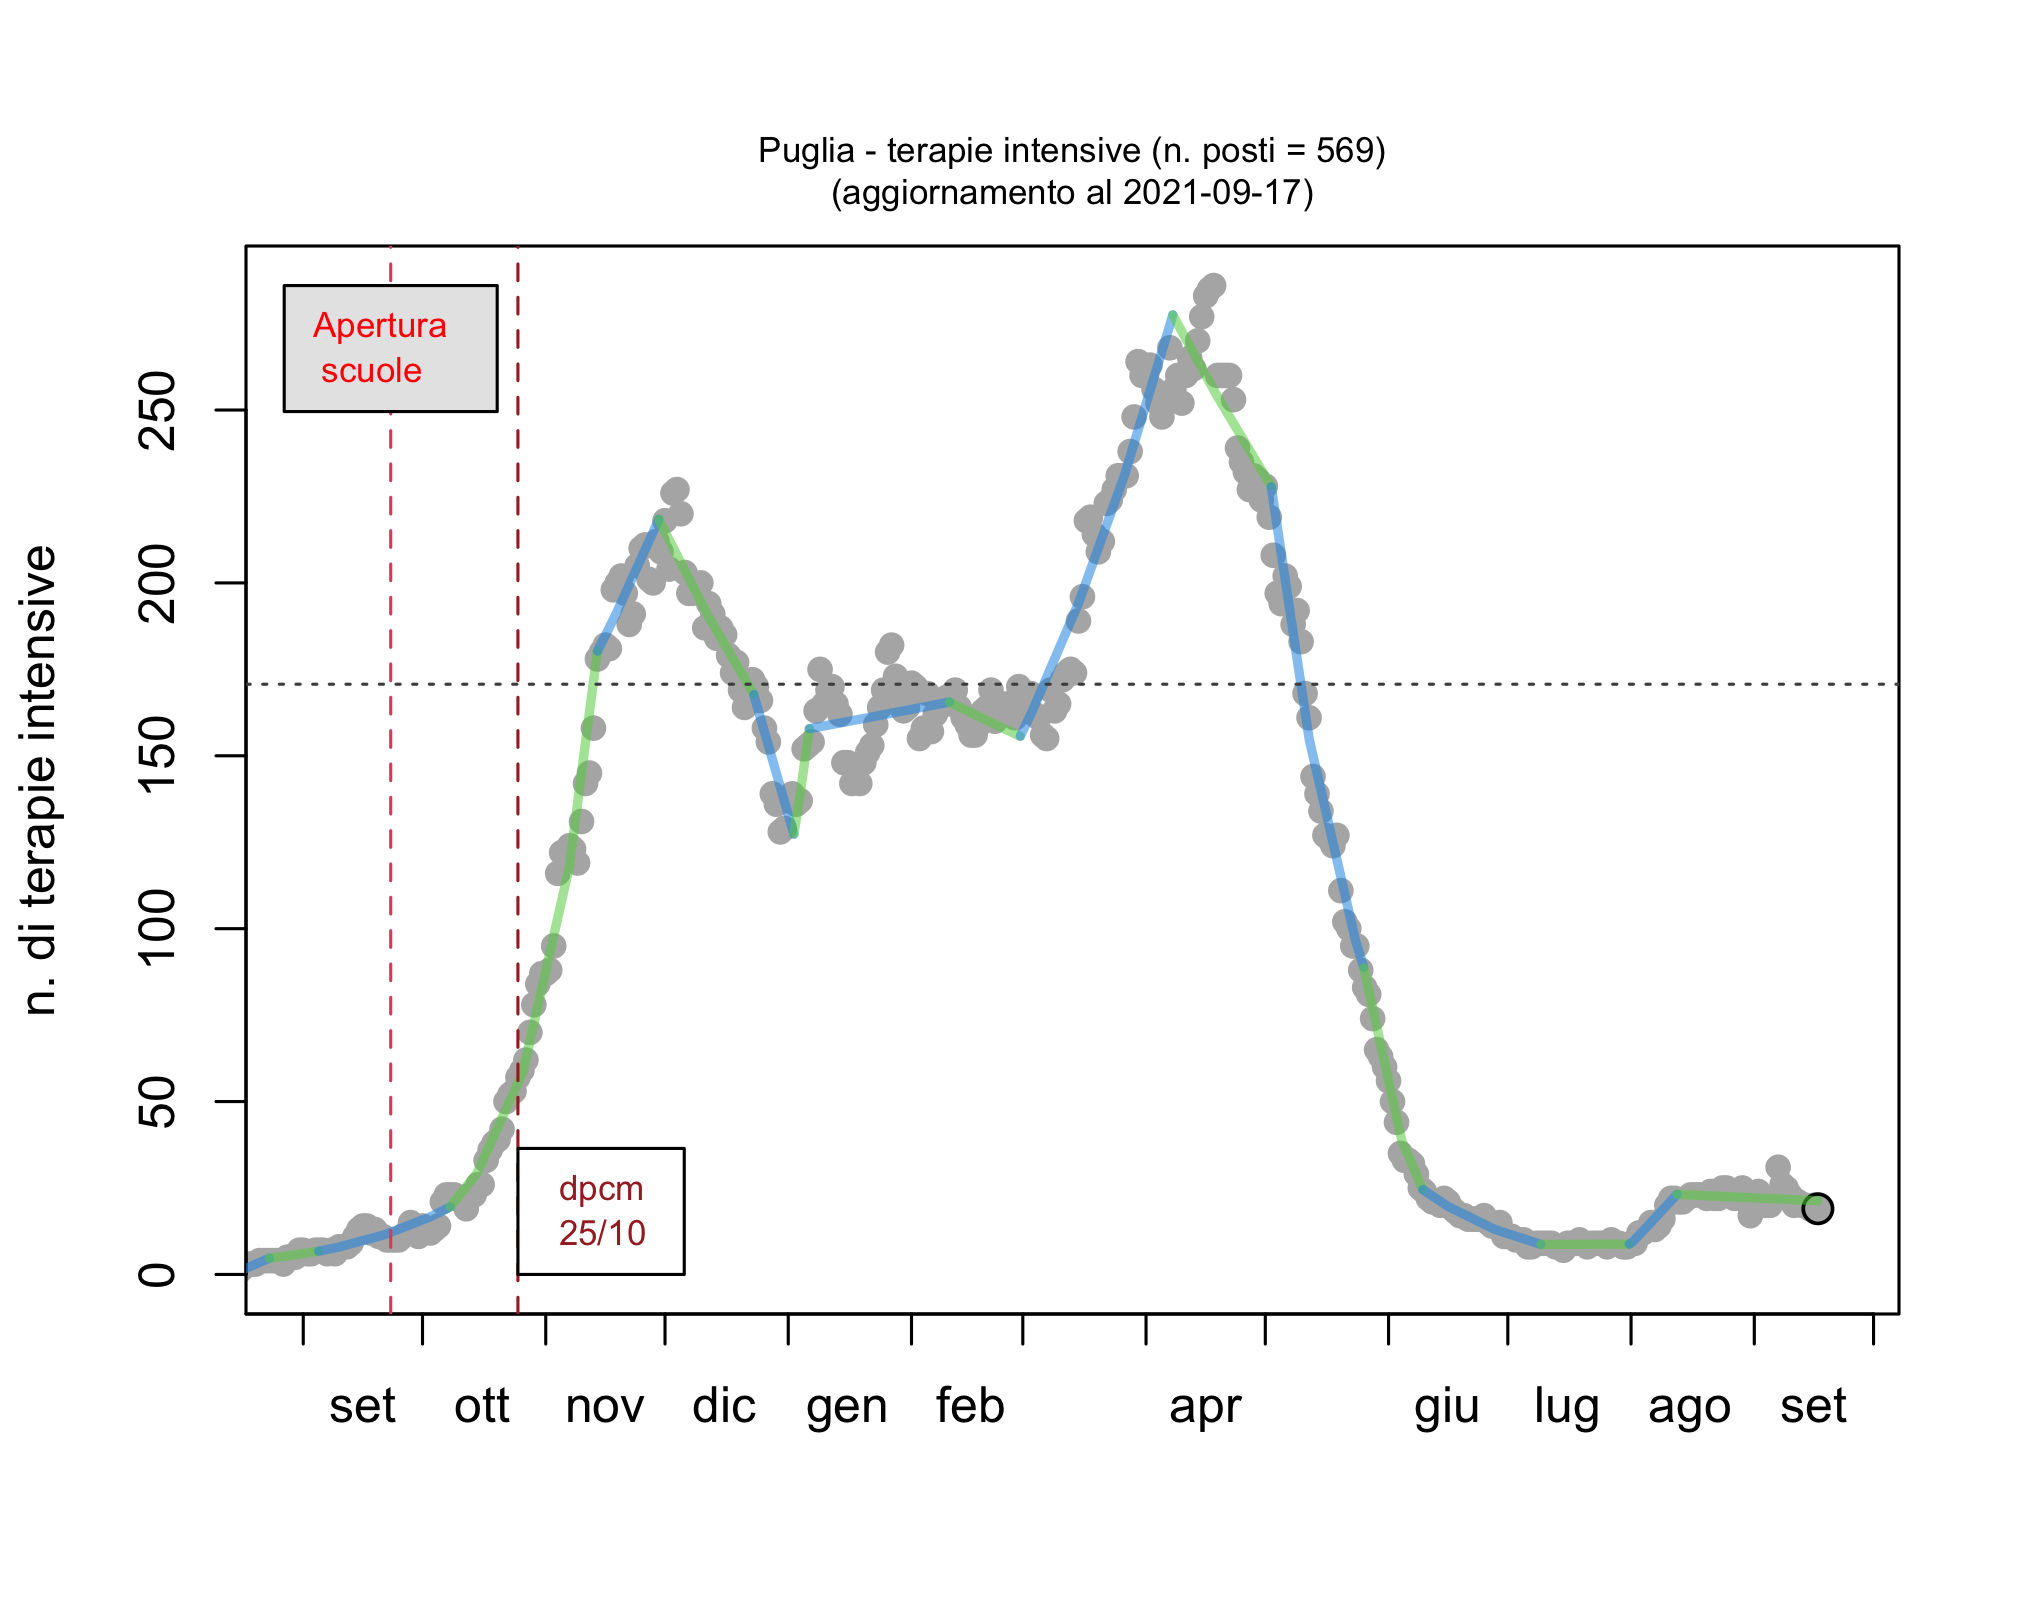 Puglia - terapie intensive (n. posti = 569)
(aggiornamento al 2021-09-17)
Apertura
scuole
n. di terapie intensive
250
200
150
100
50
0
dpcm
25/10
set ott nov dic gen feb apr giu lug ago set